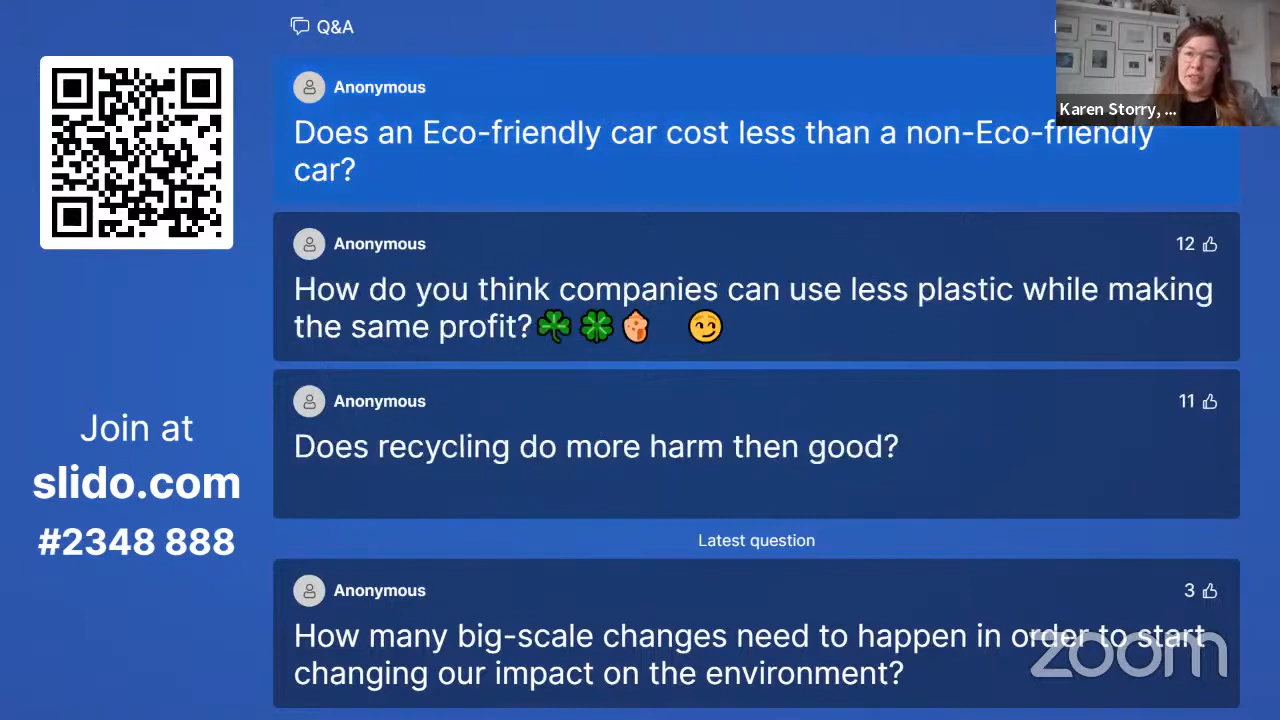 Q&A
Karen Storry, ...
Anonymous
Does an Eco-friendly car cost less than a non-Eco-friendly
car?
Anonymous
12
How do you think companies can use less plastic while making
the same profit?☘️🍀🧇 😏
Anonymous
11
Does recycling do more harm then good?
Join at
slido.com
#2348 888
Latest question
Anonymous
3
How many big-scale changes need to happen in order to start
changing our impact on the environment?
zoom